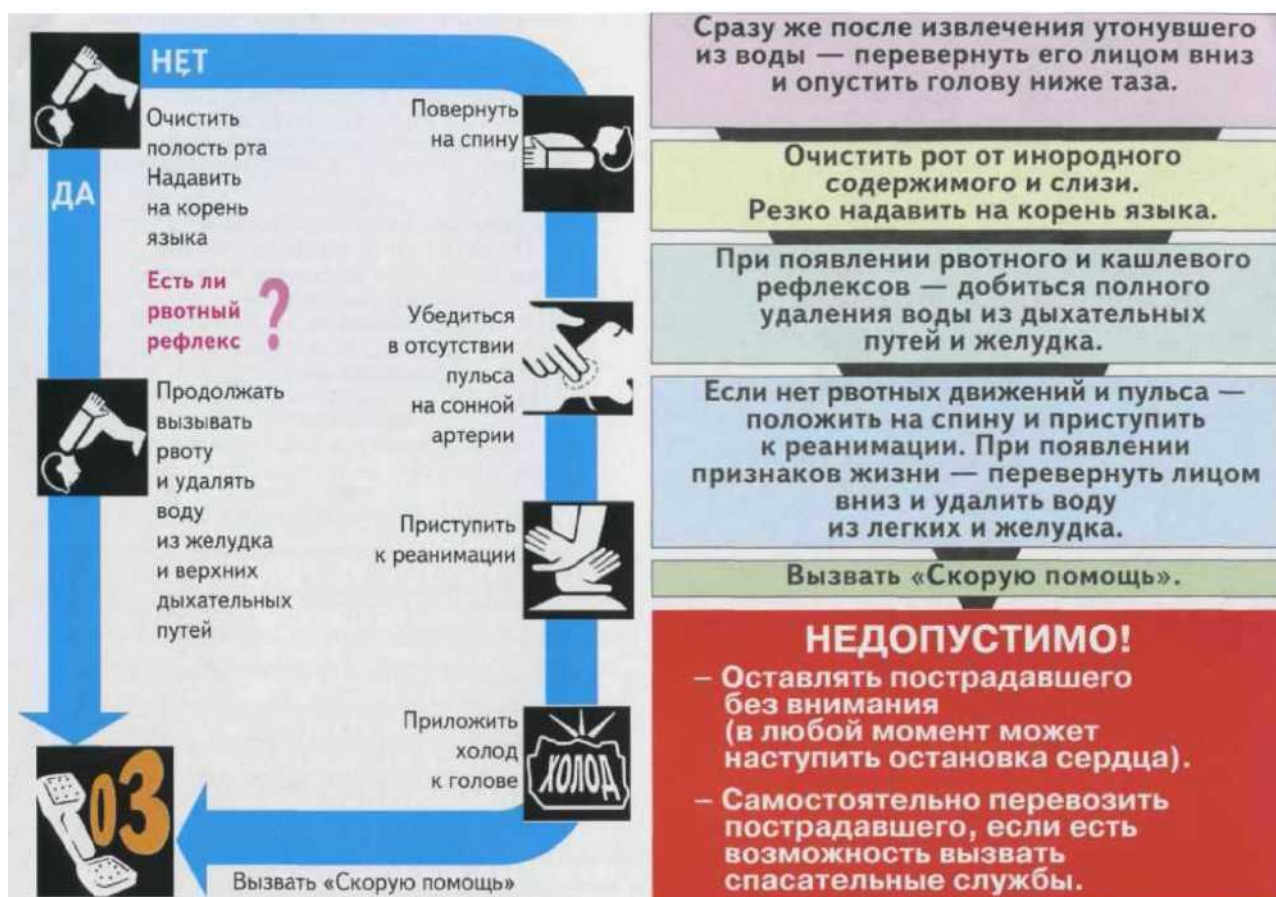 НЕТ
Очистить
полость рта
Надавить
на корень
языка
ДА
Есть ли
рвотный
рефлекс
?
Продолжать
вызывать
рвоту
и удалять
воду
из желудка
и верхних
дыхательных
путей
Повернуть
на спину
Убедиться
в отсутствии
пульса
на сонной
артерии
Приступить
к реанимации
Приложить
холод
к голове
ХОЛОД
03
Вызвать «Скорую помощь»
Сразу же после извлечения утонувшего
из воды — перевернуть его лицом вниз
и опустить голову ниже таза.
Очистить рот от инородного
содержимого и слизи.
Резко надавить на корень языка.
При появлении рвотного и кашлевого
рефлексов — добиться полного
удаления воды из дыхательных
путей и желудка.
Если нет рвотных движений и пульса —
положить на спину и приступить
к реанимации. При появлении
признаков жизни — перевернуть лицом
вниз и удалить воду
из легких и желудка.
Вызвать «Скорую помощь».
НЕДОПУСТИМО!
– Оставлять пострадавшего
без внимания
(в любой момент может
наступить остановка сердца).
– Самостоятельно перевозить
пострадавшего, если есть
возможность вызвать
спасательные службы.